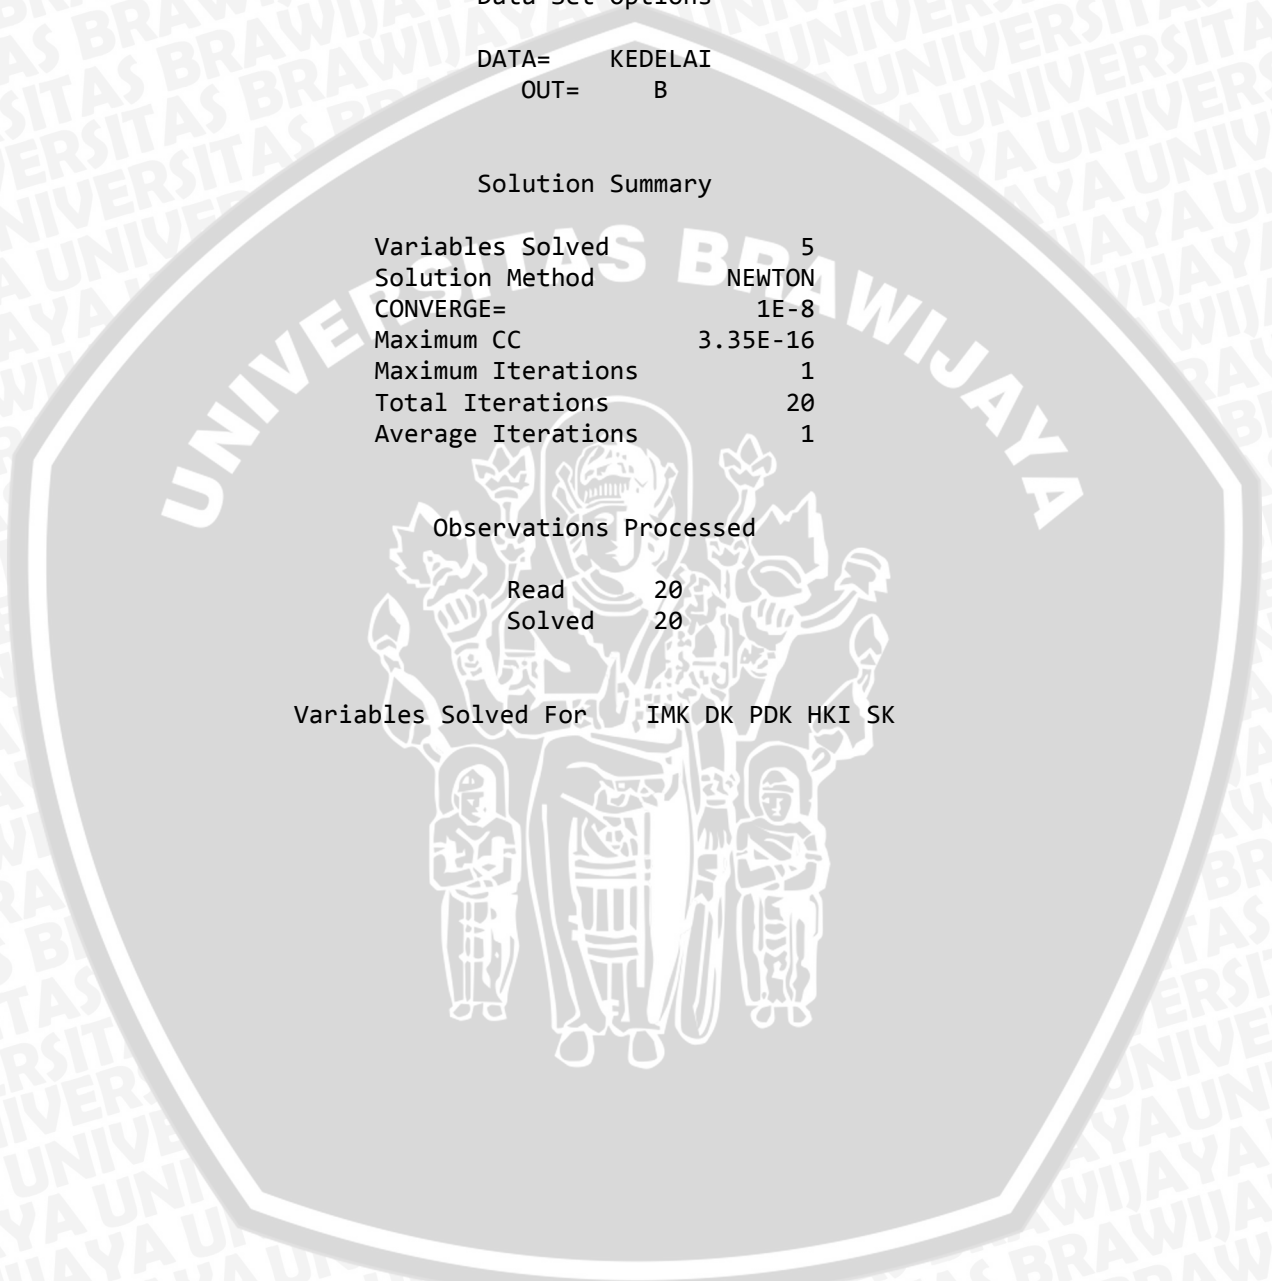 Data Set Options
DATA= KEDELAI
OUT= B
Solution Summary
Variables Solved 5
Solution Method NEWTON
CONVERGE= 1E-8
Maximum CC 3.35E-16
Maximum Iterations 1
Total Iterations 20
Average Iterations 1
Observations Processed
Read 20
Solved 20
Variables Solved For IMK DK PDK HKI SK
UNIVERSITAS BRAWIJAYA